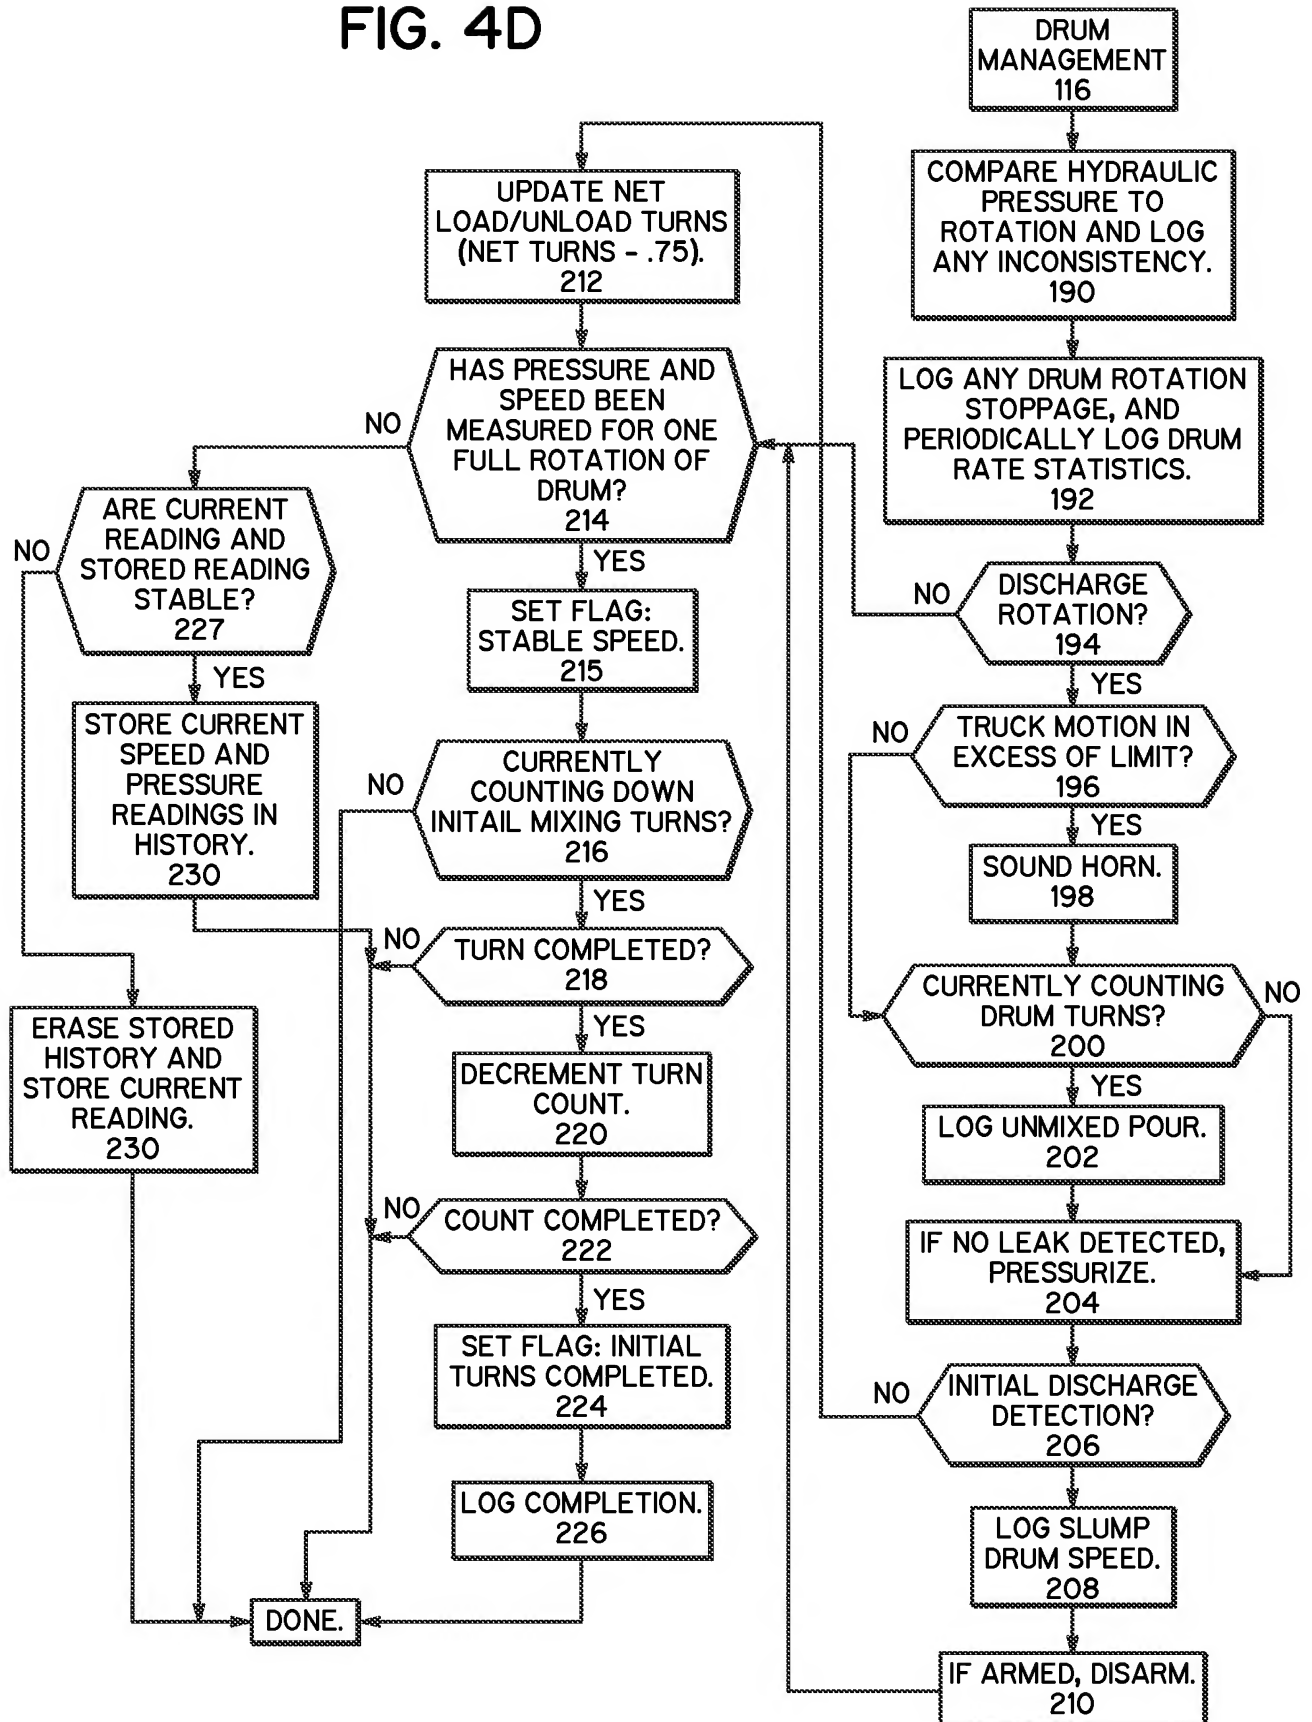 FIG. 4D
DRUM
MANAGEMENT
116
COMPARE HYDRAULIC
PRESSURE TO
ROTATION AND LOG
ANY INCONSISTENCY.
190
LOG ANY DRUM ROTATION
STOPPAGE, AND
PERIODICALLY LOG DRUM
RATE STATISTICS.
192
NO
DISCHARGE
ROTATION?
194
YES
NO
TRUCK MOTION IN
EXCESS OF LIMIT?
196
YES
SOUND HORN.
198
CURRENTLY COUNTING
DRUM TURNS?
200
NO
YES
LOG UNMIXED POUR.
202
IF NO LEAK DETECTED,
PRESSURIZE.
204
NO
INITIAL DISCHARGE
DETECTION?
206
LOG SLUMP
DRUM SPEED.
208
IF ARMED, DISARM.
210
UPDATE NET
LOAD/UNLOAD TURNS
(NET TURNS - .75).
212
HAS PRESSURE AND
SPEED BEEN
MEASURED FOR ONE
FULL ROTATION OF
DRUM?
214
NO
YES
SET FLAG:
STABLE SPEED.
215
NO
CURRENTLY
COUNTING DOWN
INITAIL MIXING TURNS?
216
YES
NO
TURN COMPLETED?
218
YES
DECREMENT TURN
COUNT.
220
NO
COUNT COMPLETED?
222
YES
SET FLAG: INITIAL
TURNS COMPLETED.
224
LOG COMPLETION.
226
NO
ARE CURRENT
READING AND
STORED READING
STABLE?
227
YES
STORE CURRENT
SPEED AND
PRESSURE
READINGS IN
HISTORY.
230
ERASE STORED
HISTORY AND
STORE CURRENT
READING.
230
DONE.